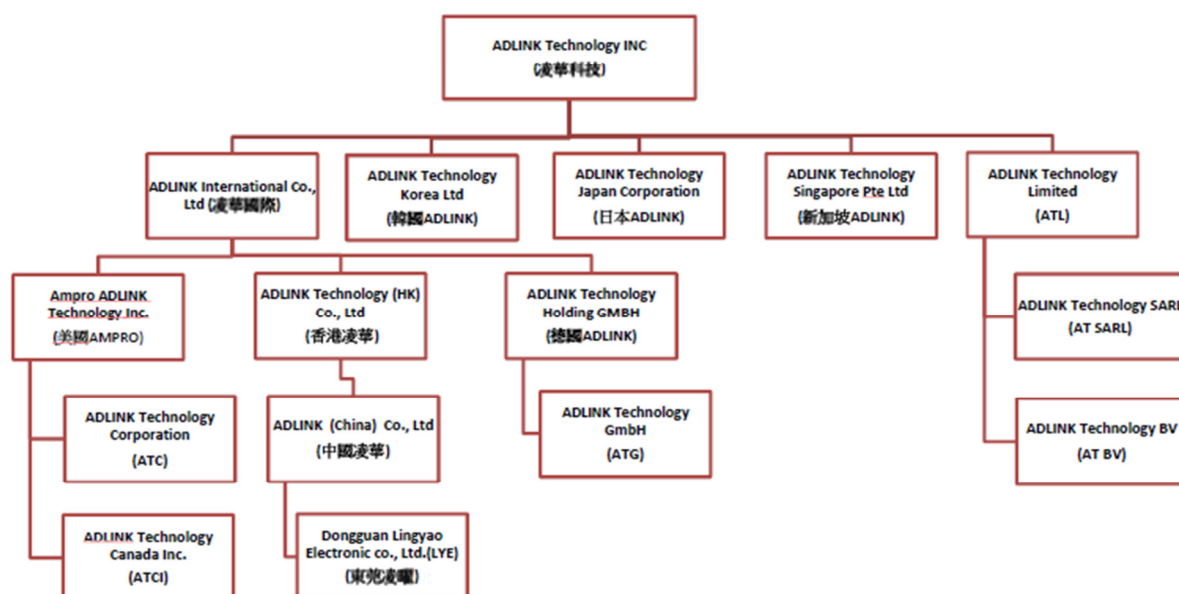 ADLINK Technology INC
(凌華科技)
ADLINK International Co.,
Ltd (凌華國際)
ADLINK Technology
Korea Ltd
(韓國ADLINK)
ADLINK Technology
Japan Corporation
(日本ADLINK)
ADLINK Technology
Singapore Pte Ltd
(新加坡ADLINK)
ADLINK Technology
Limited
(ATL)
Ampro ADLINK
Technology Inc.
(美國AMPRO)
ADLINK Technology (HK)
Co., Ltd
(香港凌華)
ADLINK Technology
Holding GMBH
(德國ADLINK)
ADLINK Technology SARL
(AT SARL)
ADLINK Technology
Corporation
(ATC)
ADLINK (China) Co., Ltd
(中國凌華)
ADLINK Technology
GmbH
(ATG)
ADLINK Technology BV
(AT BV)
ADLINK Technology
Canada Inc.
(ATCI)
Dongguan Lingyao
Electronic co., Ltd.(LYE)
(東莞凌曜)